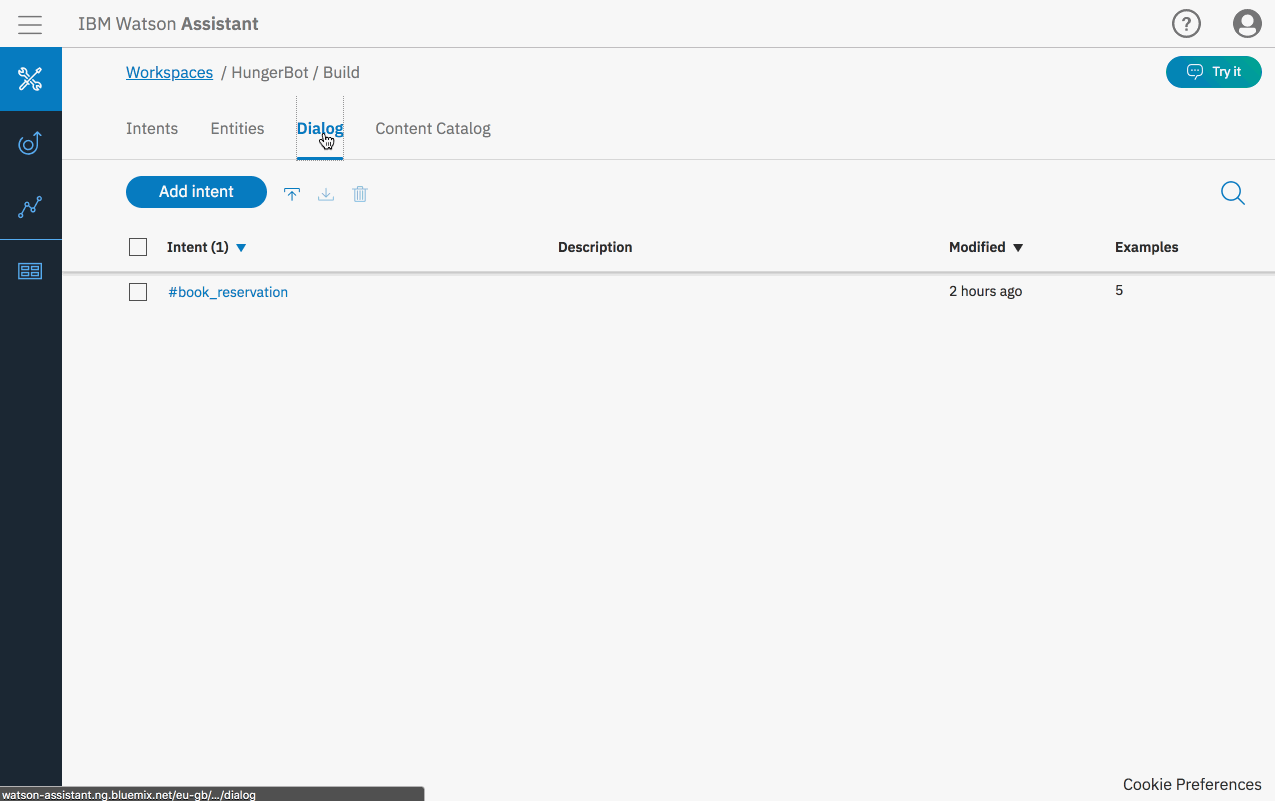 IBM Watson Assistant
?
Workspaces / HungerBot / Build
Try it
Intents Entities Dialog Content Catalog
Add intent
Intent (1) Description Modified Examples
#book_reservation 2 hours ago 5
Cookie Preferences
watson-assistant.ng.bluemix.net/eu-gb/.../dialog